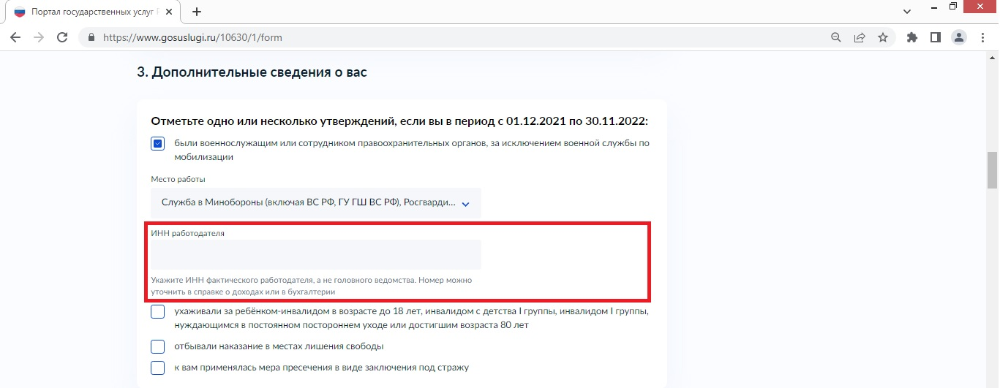 Портал государственных услуг Р
https://www.gosuslugi.ru/10630/1/form
3. Дополнительные сведения о вас
Отметьте одно или несколько утверждений, если вы в период с 01.12.2021 по 30.11.2022:
были военнослужащим или сотрудником правоохранительных органов, за исключением военной службы по
мобилизации
Место работы
Служба в Минобороны (включая ВС РФ, ГУ ГШ ВС РФ), Росгварди...
ИНН работодателя
Укажите ИНН фактического работодателя, а не головного ведомства. Номер можно
уточнить в справке о доходах или в бухгалтерии
ухаживали за ребёнком-инвалидом в возрасте до 18 лет, инвалидом с детства I группы, инвалидом I группы,
нуждающимся в постоянном постороннем уходе или достигшим возраста 80 лет
отбывали наказание в местах лишения свободы
к вам применялась мера пресечения в виде заключения под стражу